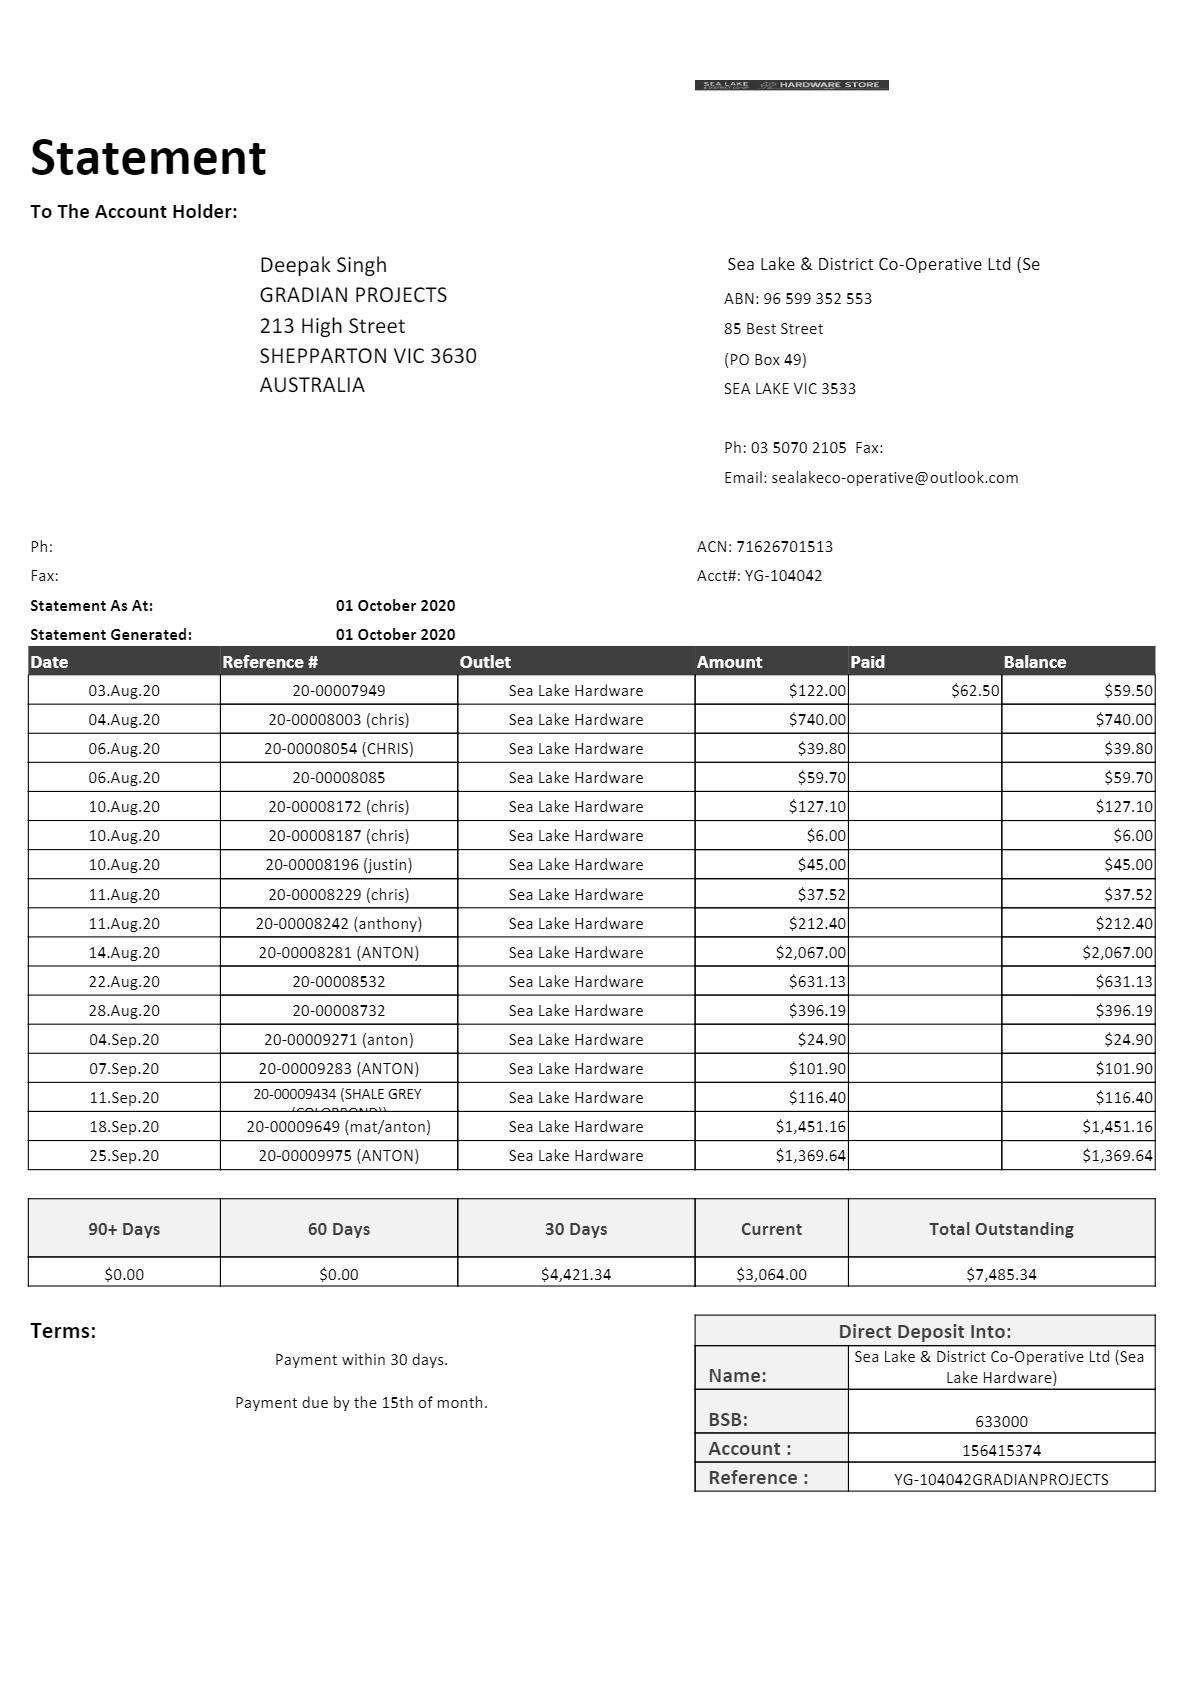 SEA LAKE HARDWARE STORE
Statement
To The Account Holder:
Deepak Singh
GRADIAN PROJECTS
213 High Street
SHEPPARTON VIC 3630
AUSTRALIA
Sea Lake & District Co-Operative Ltd (Se
ABN: 96 599 352 553
85 Best Street
(PO Box 49)
SEA LAKE VIC 3533
Ph: 03 5070 2105 Fax:
Email: sealakeco-operative@outlook.com
Ph: ACN: 71626701513
Fax: Acct#: YG-104042
Statement As At: 01 October 2020
Statement Generated: 01 October 2020
Date Reference # Outlet Amount Paid Balance
03.Aug.20 20-00007949 Sea Lake Hardware $122.00 $62.50 $59.50
04.Aug.20 20-00008003 (chris) Sea Lake Hardware $740.00 $740.00
06.Aug.20 20-00008054 (CHRIS) Sea Lake Hardware $39.80 $39.80
06.Aug.20 20-00008085 Sea Lake Hardware $59.70 $59.70
10.Aug.20 20-00008172 (chris) Sea Lake Hardware $127.10 $127.10
10.Aug.20 20-00008187 (chris) Sea Lake Hardware $6.00 $6.00
10.Aug.20 20-00008196 (justin) Sea Lake Hardware $45.00 $45.00
11.Aug.20 20-00008229 (chris) Sea Lake Hardware $37.52 $37.52
11.Aug.20 20-00008242 (anthony) Sea Lake Hardware $212.40 $212.40
14.Aug.20 20-00008281 (ANTON) Sea Lake Hardware $2,067.00 $2,067.00
22.Aug.20 20-00008532 Sea Lake Hardware $631.13 $631.13
28.Aug.20 20-00008732 Sea Lake Hardware $396.19 $396.19
04.Sep.20 20-00009271 (anton) Sea Lake Hardware $24.90 $24.90
07.Sep.20 20-00009283 (ANTON) Sea Lake Hardware $101.90 $101.90
11.Sep.20 20-00009434 (SHALE GREY Sea Lake Hardware $116.40 $116.40
18.Sep.20 20-00009649 (mat/anton) Sea Lake Hardware $1,451.16 $1,451.16
25.Sep.20 20-00009975 (ANTON) Sea Lake Hardware $1,369.64 $1,369.64
90+ Days 60 Days 30 Days Current Total Outstanding
$0.00 $0.00 $4,421.34 $3,064.00 $7,485.34
Terms:
Payment within 30 days.
Payment due by the 15th of month.
Direct Deposit Into:
Name: Sea Lake & District Co-Operative Ltd (Sea
Lake Hardware)
BSB: 633000
Account : 156415374
Reference : YG-104042GRADIANPROJECTS